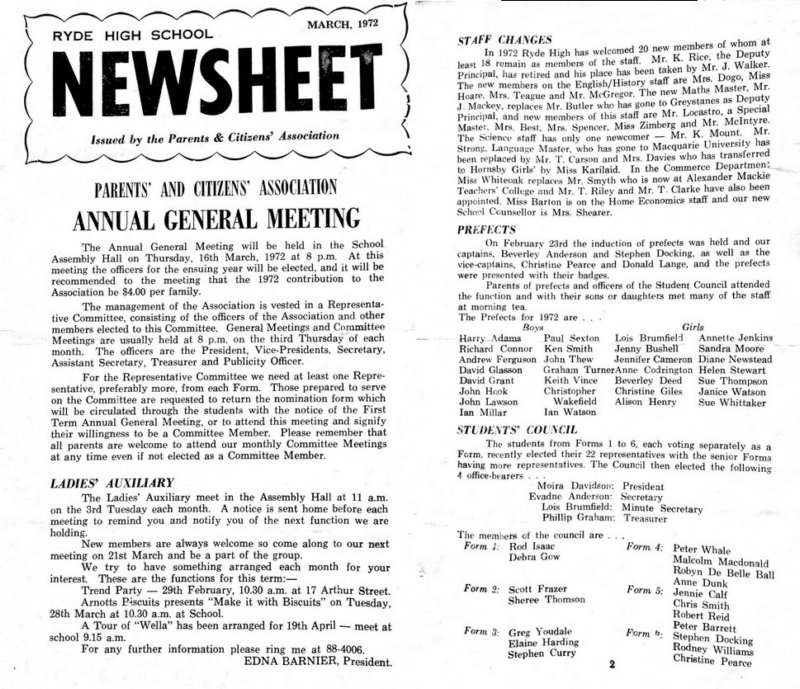 MARCH, 1972
RYDE HIGH SCHOOL
NEWSHEET
Issued by the Parents & Citizens' Association
PARENTS' AND CITIZENS' ASSOCIATION
ANNUAL GENERAL MEETING
The Annual General Meeting will be held in the School
Assembly Hall on Thursday, 16th March, 1972 at 8 p.m. At this
meeting the officers for the ensuing year will be elected, and it will be
recommended to the meeting that the 1972 contribution to the
Association be $4.00 per family.
The management of the Association is vested in a Representa-
tive Committee, consisting of the officers of the Association and other
members elected to this Committee. General Meetings and Committee
Meetings are usually held at 8 p.m. on the third Thursday of each
month. The officers are the President, Vice-Presidents, Secretary,
Assistant Secretary, Treasurer and Publicity Officer.
For the Representative Committee we need at least one Repre-
sentative, preferably more, from each Form. Those prepared to serve
on the Committee are requested to return the nomination form which
will be circulated through the students with the notice of the First
Term Annual General Meeting, or to attend this meeting and signify
their willingness to be a Committee Member. Please remember that
all parents are welcome to attend our monthly Committee Meetings
at any time even if not elected as a Committee Member.
LADIES' AUXILIARY
The Ladies' Auxiliary meet in the Assembly Hall at 11 a.m.
on the 3rd Tuesday each month. A notice is sent home before each
meeting to remind you and notify you of the next function we are
holding.
New members are always welcome so come along to our next
meeting on 21st March and be a part of the group.
We try to have something arranged each month for your
interest. These are the functions for this term:—
Trend Party — 29th February, 10.30 a.m. at 17 Arthur Street.
Arnotts Biscuits presents "Make it with Biscuits" on Tuesday,
28th March at 10.30 a.m. at School.
A Tour of "Wella" has been arranged for 19th April — meet at
school 9.15 a.m.
For any further information please ring me at 88-4006.
EDNA BARNIER, President.
STAFF CHANGES
In 1972 Ryde High has welcomed 20 new members of whom at
least 18 remain as members of the staff. Mr. K. Rice, the Deputy
Principal, has retired and his place has been taken by Mr. J. Walker.
The new members on the English/History staff are Mrs. Dogo, Miss
Hoare, Mrs. Teague and Mr. McGregor. The new Maths Master, Mr.
J. Mackey, replaces Mr. Butler who has gone to Greystanes as Deputy
Principal, and new members of this staff are Mr. Locastro, a Special
Master, Mrs. Best, Mrs. Spencer, Miss Zimberg and Mr. McIntyre.
The Science staff has only one newcomer — Mr. K. Mount. Mr.
Strong, Language Master, who has gone to Macquarie University has
been replaced by Mr. T. Carson and Mrs. Davies who has transferred
to Hornsby Girls' by Miss Karilaid. In the Commerce Department
Miss Whiteoak replaces Mr. Smyth who is now at Alexander Mackie
Teachers' College and Mr. T. Riley and Mr. T. Clarke have also been
appointed. Miss Barton is on the Home Economics staff and our new
School Counsellor is Mrs. Shearer.
PREFECTS
On February 23rd the induction of prefects was held and our
captains, Beverley Anderson and Stephen Docking, as well as the
vice-captains, Christine Pearce and Donald Lange, and the prefects
were presented with their badges.
Parents of prefects and officers of the Student Council attended
the function and with their sons or daughters met many of the staff
at morning tea.
The Prefects for 1972 are . . .
Boys Girls
Harry Adams Paul Sexton Lois Brumfield Annette Jenkins
Richard Connor Ken Smith Jenny Bushell Sandra Moore
Andrew Ferguson John Thew Jennifer Cameron Diane Newstead
David Glasson Graham Turner Anne Codrington Helen Stewart
David Grant Keith Vince Beverley Deed Sue Thompson
John Hook Christopher Christine Giles Janice Watson
John Lawson Wakefield Alison Henry Sue Whittaker
Ian Millar Ian Watson
STUDENTS' COUNCIL
The students from Forms 1 to 6, each voting separately as a
Form, recently elected their 22 representatives with the senior Forms
having more representatives. The Council then elected the following
4 office-bearers . . .
Moira Davidson: President
Evadne Anderson: Secretary
Lois Brumfield: Minute Secretary
Phillip Graham: Treasurer
The members of the council are . . .
Form 1: Rod Isaac
Debra Gow
Form 2: Scott Frazer
Sheree Thomson
Form 3: Greg Youdale
Elaine Harding
Stephen Curry
Form 4: Peter Whale
Malcolm Macdonald
Robyn De Belle Ball
Anne Dunk
Form 5: Jennie Calf
Chris Smith
Robert Reid
Peter Barrett
Form 6: Stephen Docking
Rodney Williams
Christine Pearce
2